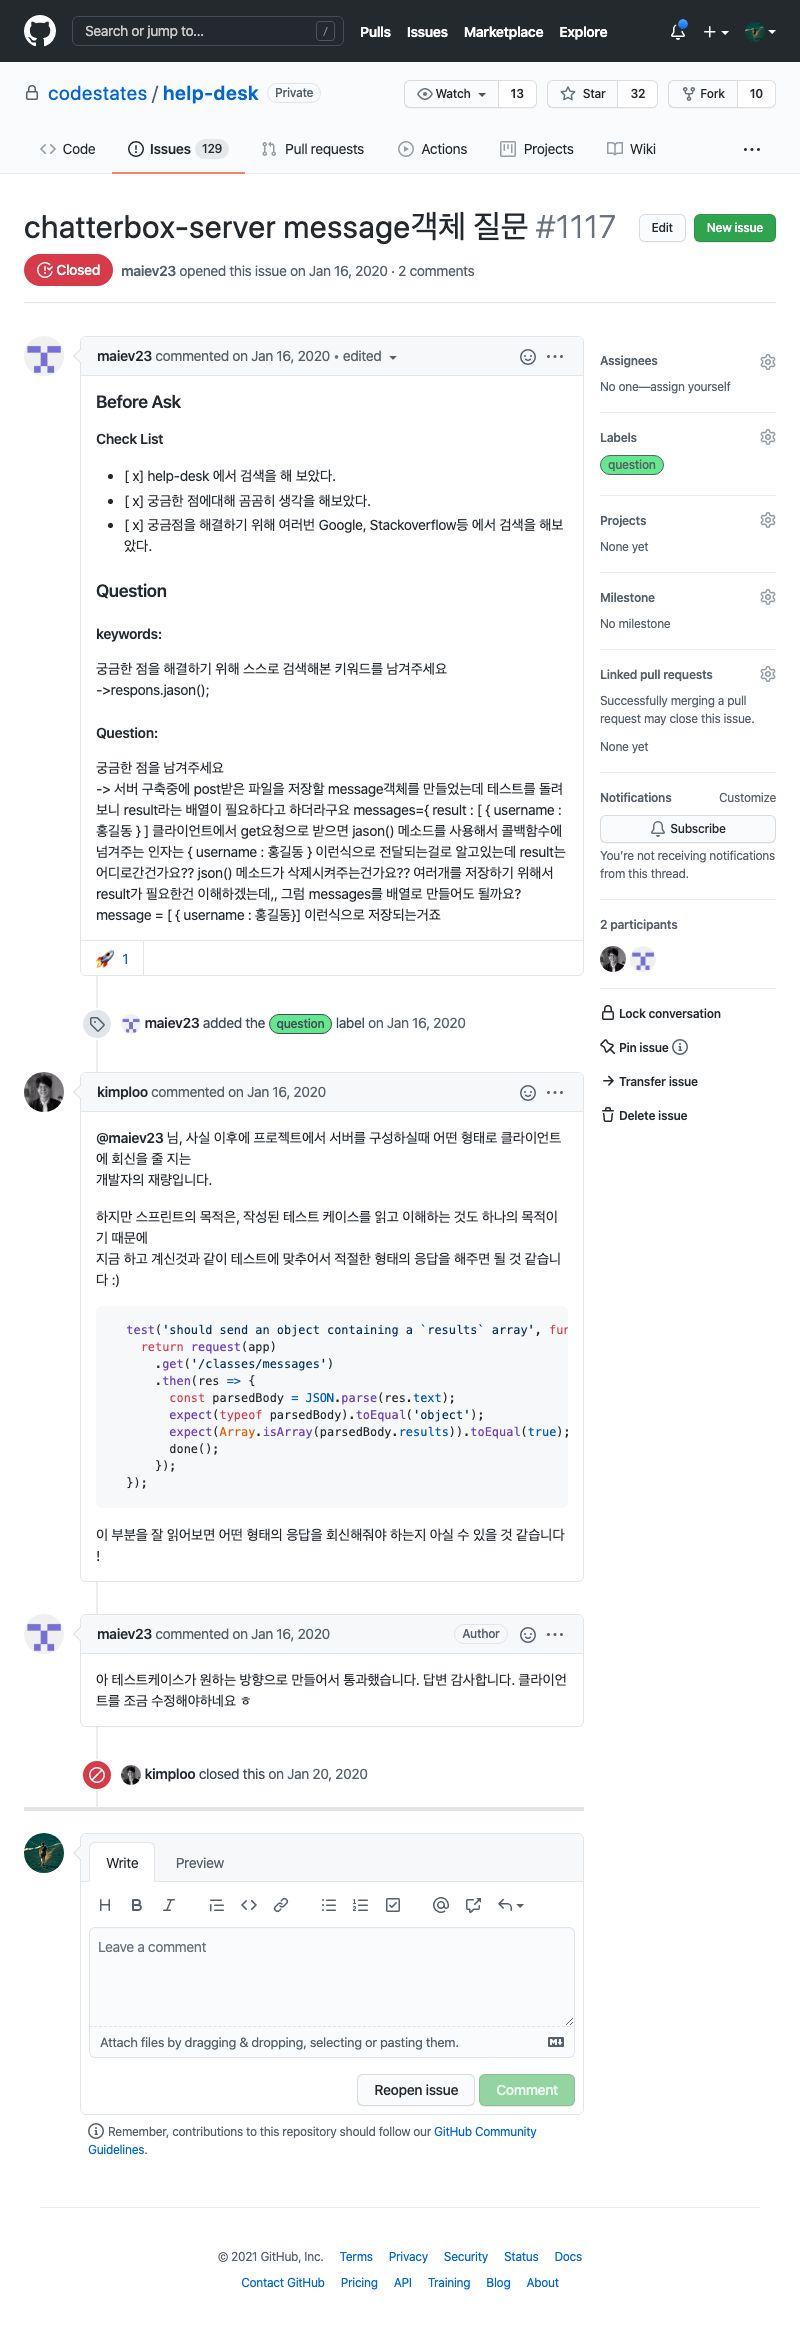 Search or jump to... /
Pulls Issues Marketplace Explore
codestates / help-desk Private
Watch 13 Star 32 Fork 10
Code Issues 129 Pull requests Actions Projects Wiki ...
chatterbox-server message객체 질문 #1117
Edit New issue
Closed maiev23 opened this issue on Jan 16, 2020 · 2 comments
maiev23 commented on Jan 16, 2020 • edited
Before Ask
Check List
[ x] help-desk 에서 검색을 해 보았다.
[ x] 궁금한 점에대해 곰곰히 생각을 해보았다.
[ x] 궁금점을 해결하기 위해 여러번 Google, Stackoverflow등 에서 검색을 해보
았다.
Question
keywords:
궁금한 점을 해결하기 위해 스스로 검색해본 키워드를 남겨주세요
->respons.jason();
Question:
궁금한 점을 남겨주세요
-> 서버 구축중에 post받은 파일을 저장할 message객체를 만들었는데 테스트를 돌려
보니 result라는 배열이 필요하다고 하더라구요 messages={ result : [ { username :
홍길동 } ] 클라이언트에서 get요청으로 받으면 jason() 메소드를 사용해서 콜백함수에
넘겨주는 인자는 { username : 홍길동 } 이런식으로 전달되는걸로 알고있는데 result는
어디로간건가요?? json() 메소드가 삭제시켜주는건가요?? 여러개를 저장하기 위해서
result가 필요한건 이해하겠는데,, 그럼 messages를 배열로 만들어도 될까요?
message = [ { username : 홍길동}] 이런식으로 저장되는거죠
🚀 1
maiev23 added the question label on Jan 16, 2020
kimploo commented on Jan 16, 2020
@maiev23 님, 사실 이후에 프로젝트에서 서버를 구성하실때 어떤 형태로 클라이언트
에 회신을 줄 지는
개발자의 재량입니다.
하지만 스프린트의 목적은, 작성된 테스트 케이스를 읽고 이해하는 것도 하나의 목적이
기 때문에
지금 하고 계신것과 같이 테스트에 맞추어서 적절한 형태의 응답을 해주면 될 것 같습니
다 :)
test('should send an object containing a `results` array', fun
return request(app)
.get('/classes/messages')
.then(res => {
const parsedBody = JSON.parse(res.text);
expect(typeof parsedBody).toEqual('object');
expect(Array.isArray(parsedBody.results)).toEqual(true);
done();
});
});
이 부분을 잘 읽어보면 어떤 형태의 응답을 회신해줘야 하는지 아실 수 있을 것 같습니다
!
maiev23 commented on Jan 16, 2020 Author
아 테스트케이스가 원하는 방향으로 만들어서 통과했습니다. 답변 감사합니다. 클라이언
트를 조금 수정해야하네요 ㅎ
kimploo closed this on Jan 20, 2020
Write Preview
Leave a comment
Attach files by dragging & dropping, selecting or pasting them.
Reopen issue Comment
Remember, contributions to this repository should follow our GitHub Community
Guidelines.
Assignees
No one—assign yourself
Labels
question
Projects
None yet
Milestone
No milestone
Linked pull requests
Successfully merging a pull
request may close this issue.
None yet
Notifications Customize
Subscribe
You're not receiving notifications
from this thread.
2 participants
Lock conversation
Pin issue
Transfer issue
Delete issue
© 2021 GitHub, Inc. Terms Privacy Security Status Docs
Contact GitHub Pricing API Training Blog About